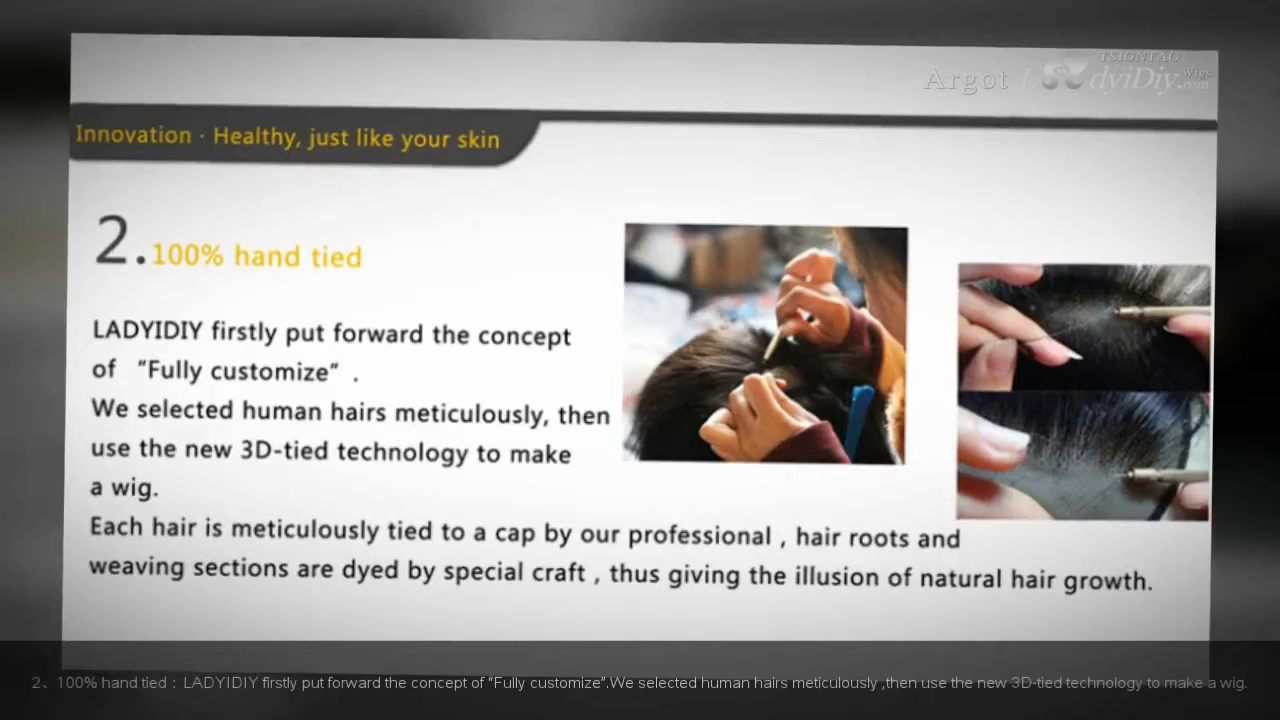 TSIGNTAO
Argot L dyiDiy.
Wigs
.com
Innovation · Healthy, just like your skin
2.100% hand tied
LADYIDIY firstly put forward the concept
of “Fully customize” .
We selected human hairs meticulously, then
use the new 3D-tied technology to make
a wig.
Each hair is meticulously tied to a cap by our professional , hair roots and
weaving sections are dyed by special craft , thus giving the illusion of natural hair growth.
2、100% hand tied : LADYIDIY firstly put forward the concept of “Fully customize”.We selected human hairs meticulously ,then use the new 3D-tied technology to make a wig.